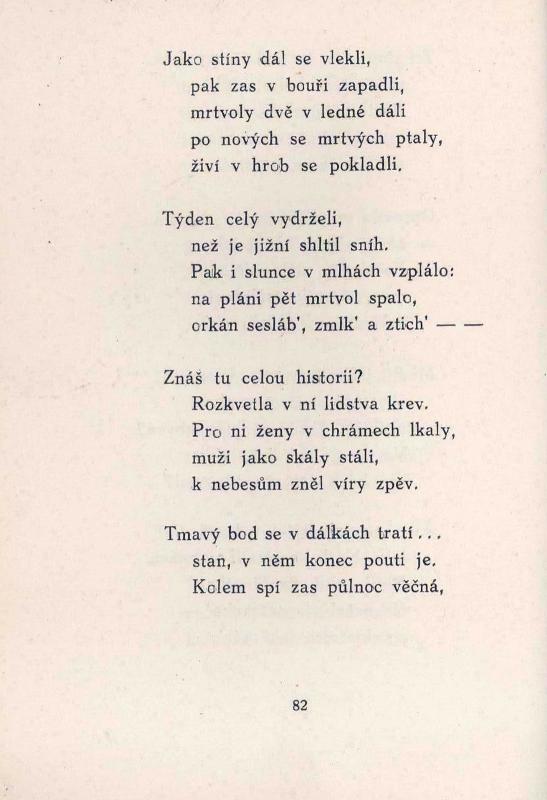 Jako stíny dál se vlekli,
pak zas v bouři zapadli,
mrtvoly dvě v ledné dáli
po nových se mrtvých ptaly,
živí v hrob se pokladli.
Týden celý vydrželi,
než je jižní shltil sníh.
Pak i slunce v mlhách vzplálo:
na pláni pět mrtvol spalo,
orkán sesláb', zmlk' a ztich' — —
Znáš tu celou historii?
Rozkvetla v ní lidstva krev.
Pro ni ženy v chrámech lkaly,
muži jako skály stáli,
k nebesům zněl víry zpěv.
Tmavý bod se v dálkách tratí...
stan, v něm konec pouti je.
Kolem spí zas půlnoc věčná,
82